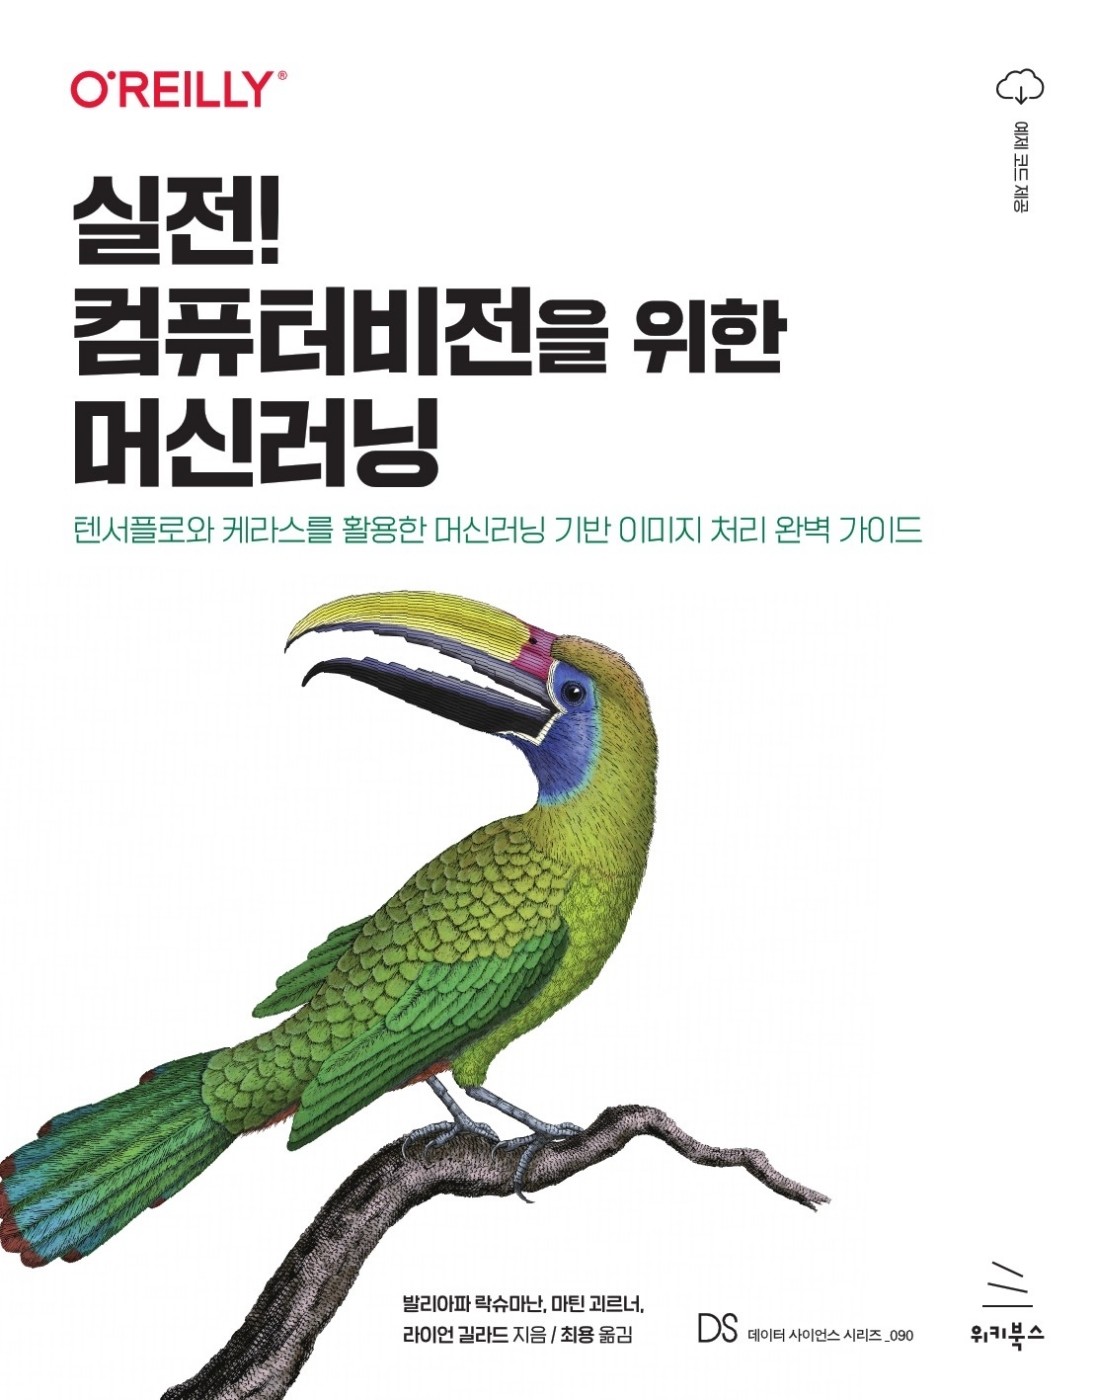 O'REILLY®
예제 코드 제공
실전!
컴퓨터비전을 위한
머신러닝
텐서플로와 케라스를 활용한 머신러닝 기반 이미지 처리 완벽 가이드
발리아파 락슈마난, 마틴 괴르너,
라이언 길라드 지음 / 최용 옮김
DS 데이터 사이언스 시리즈_090
위키북스